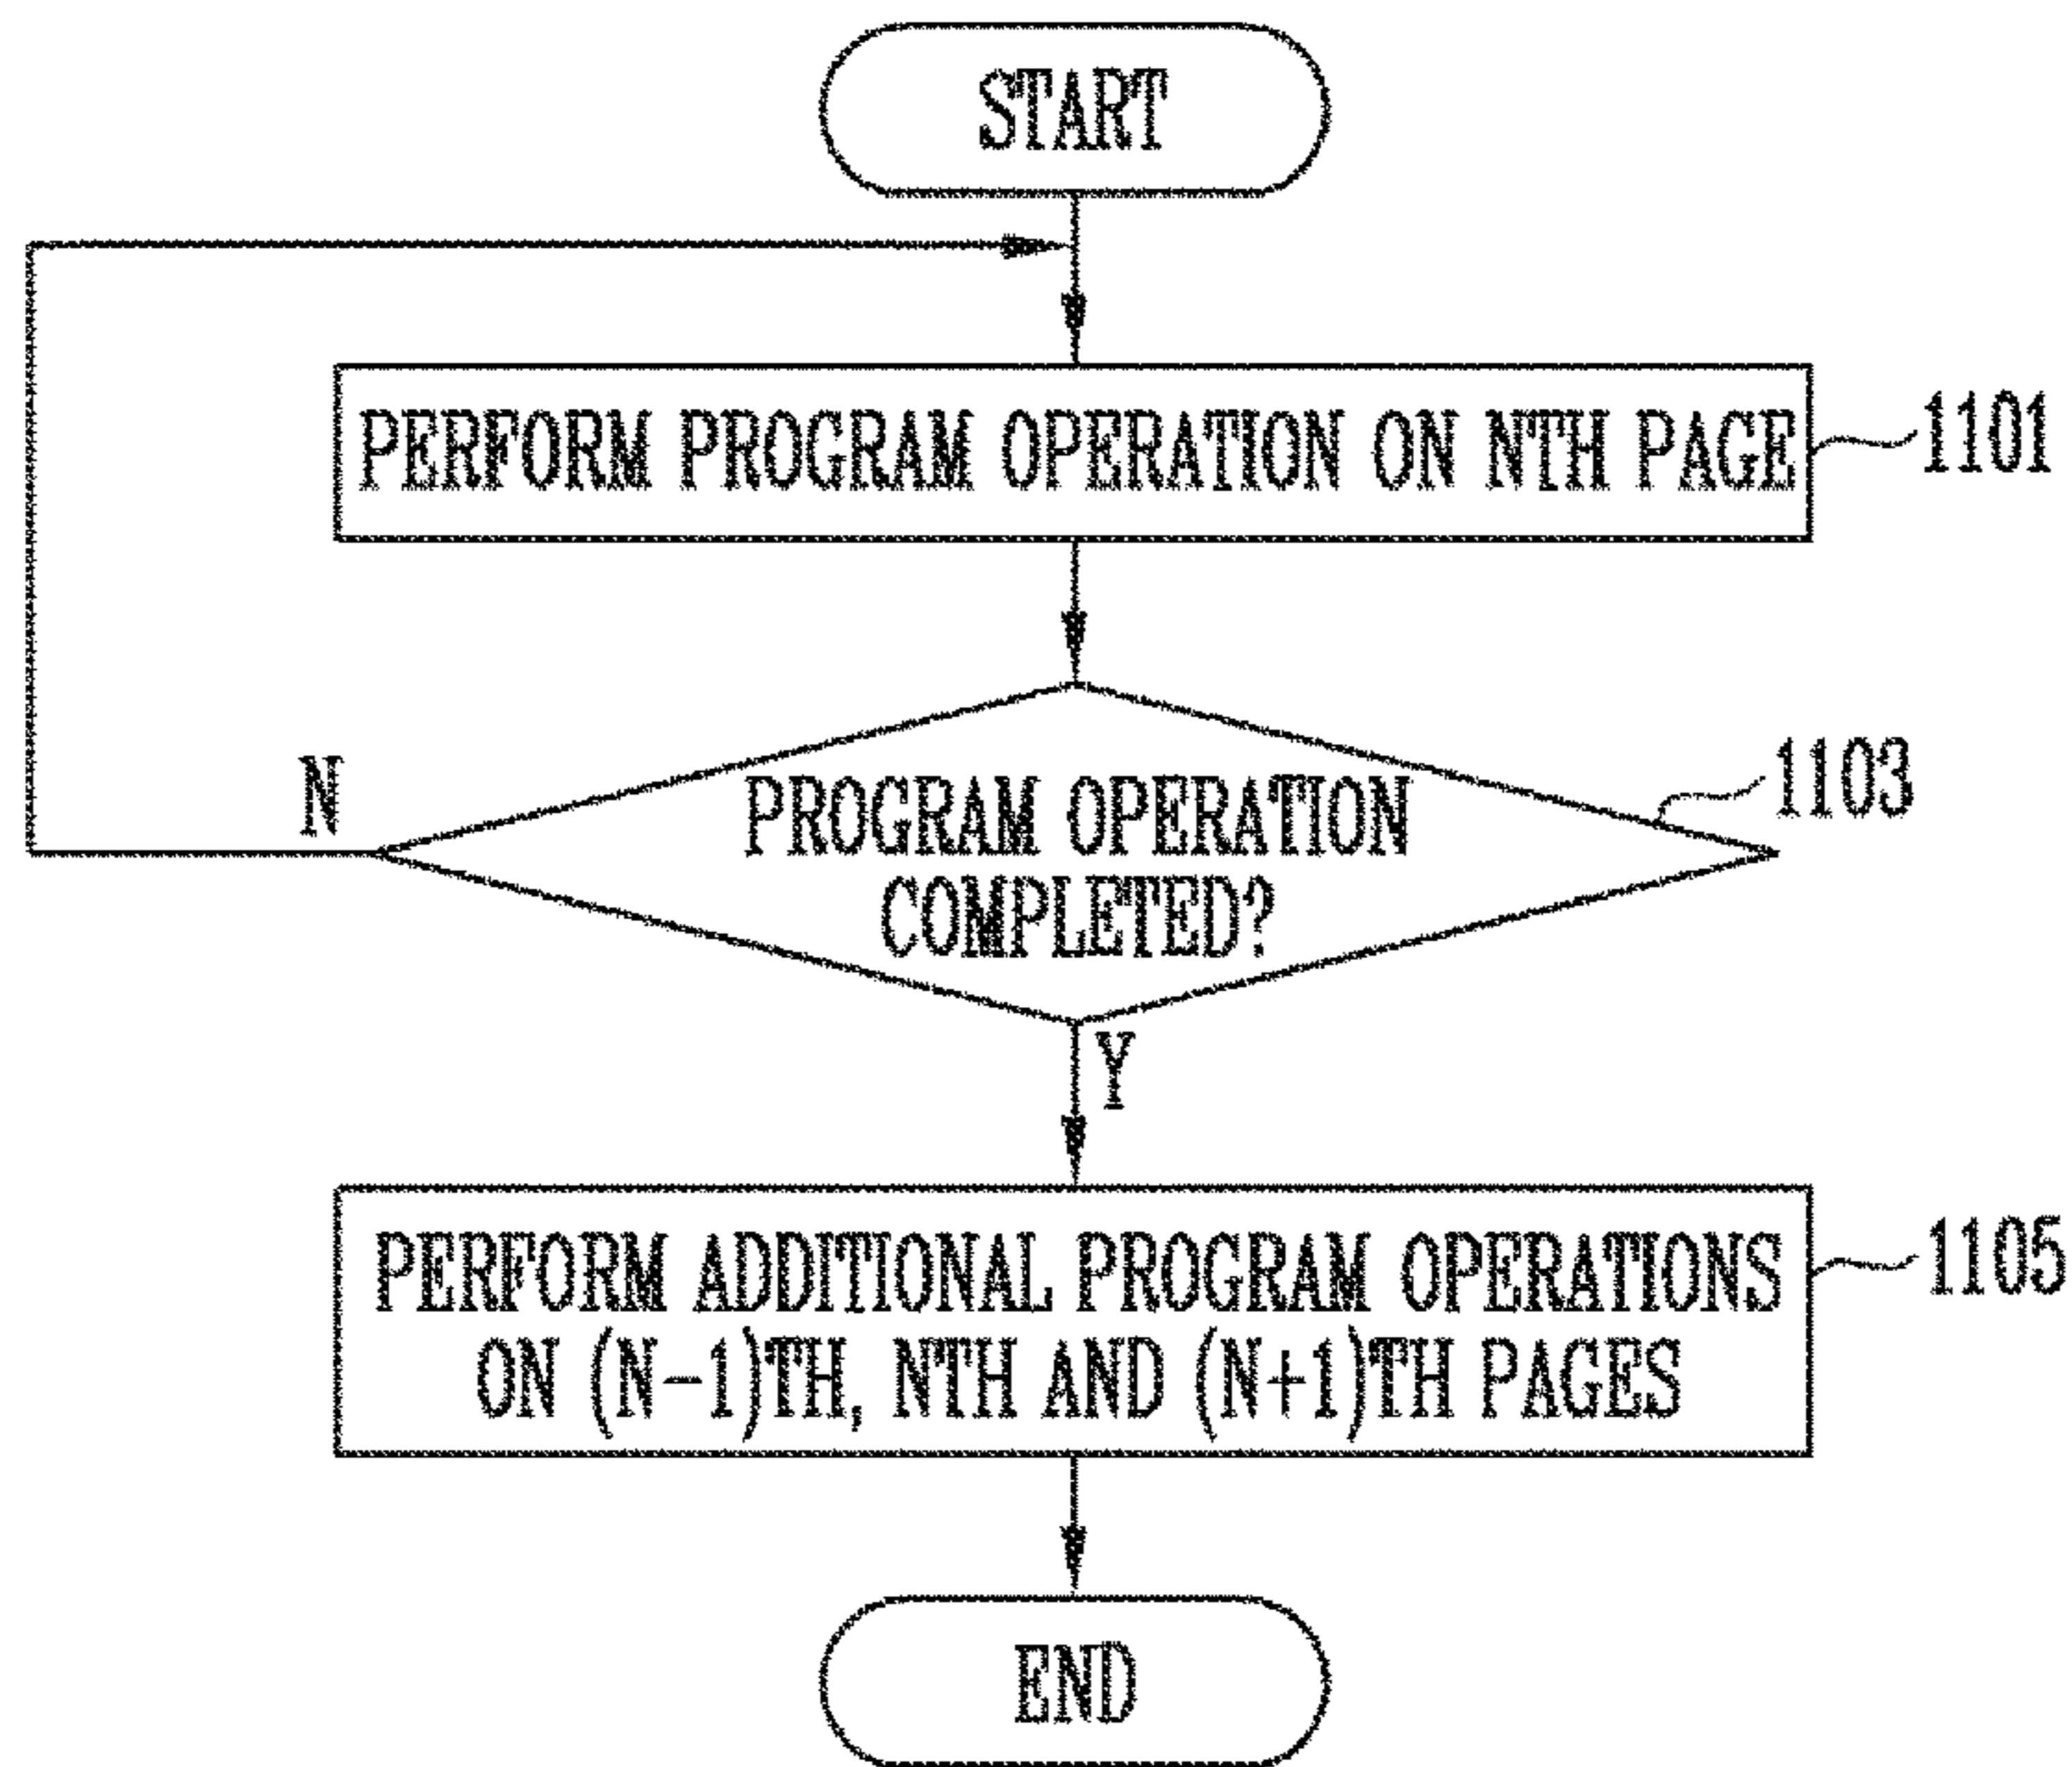 START
PERFORM PROGRAM OPERATION ON NTH PAGE
1101
PROGRAM OPERATION
COMPLETED?
1103
N
Y
PERFORM ADDITIONAL PROGRAM OPERATIONS
ON (N-1)TH, NTH AND (N+1)TH PAGES
1105
END